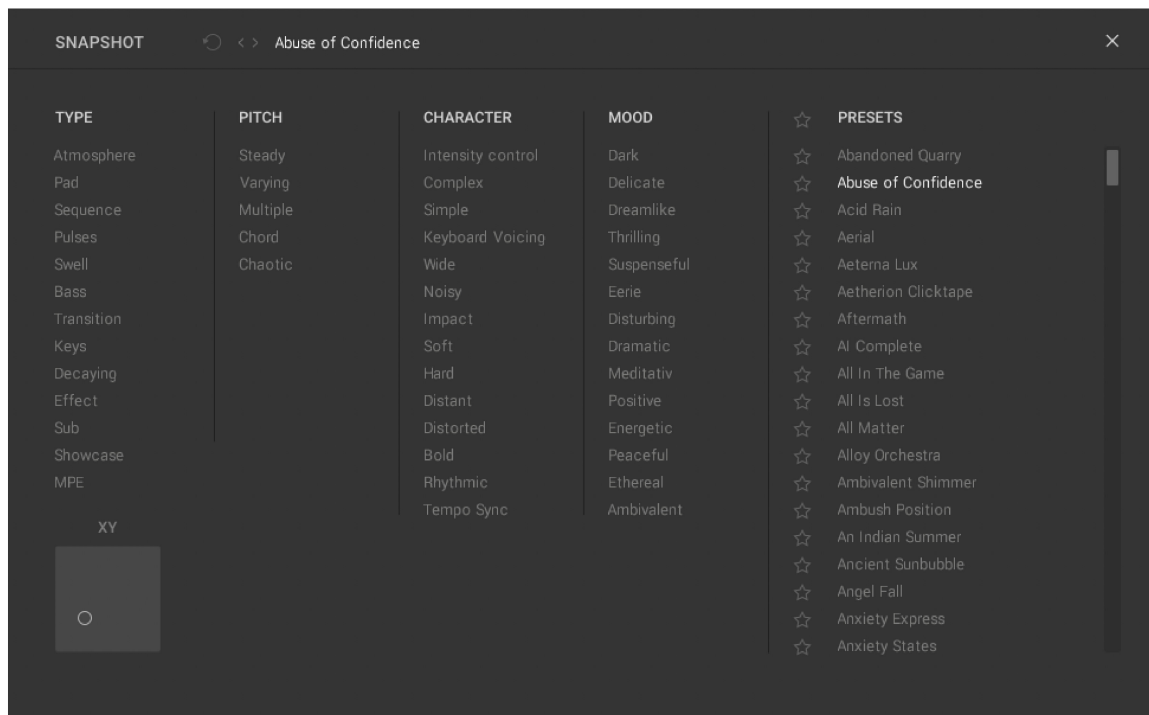 SNAPSHOT Abuse of Confidence
TYPE
Atmosphere
Pad
Sequence
Pulses
Swell
Bass
Transition
Keys
Decaying
Effect
Sub
Showcase
MPE
XY
PITCH
Steady
Varying
Multiple
Chord
Chaotic
CHARACTER
Intensity control
Complex
Simple
Keyboard Voicing
Wide
Noisy
Impact
Soft
Hard
Distant
Distorted
Bold
Rhythmic
Tempo Sync
MOOD
Dark
Delicate
Dreamlike
Thrilling
Suspenseful
Eerie
Disturbing
Dramatic
Meditativ
Positive
Energetic
Peaceful
Ethereal
Ambivalent
PRESETS
Abandoned Quarry
Abuse of Confidence
Acid Rain
Aerial
Aeterna Lux
Aetherion Clicktape
Aftermath
AI Complete
All In The Game
All Is Lost
All Matter
Alloy Orchestra
Ambivalent Shimmer
Ambush Position
An Indian Summer
Ancient Sunbubble
Angel Fall
Anxiety Express
Anxiety States